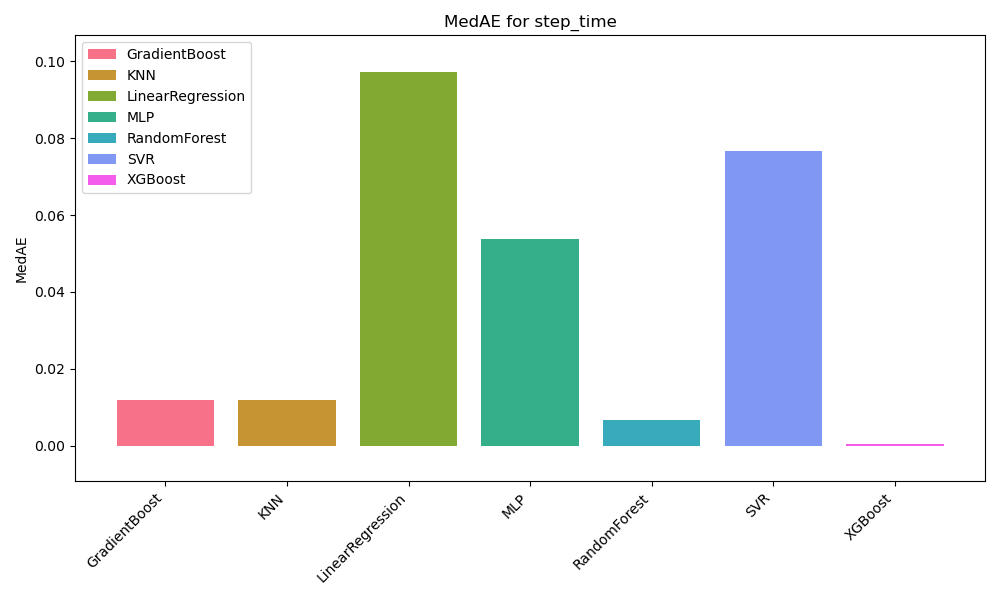 MedAE for step_time
GradientBoost
KNN
LinearRegression
MLP
RandomForest
SVR
XGBoost
MedAE
0.10
0.08
0.06
0.04
0.02
0.00
GradientBoost
KNN
LinearRegression
MLP
RandomForest
SVR
XGBoost